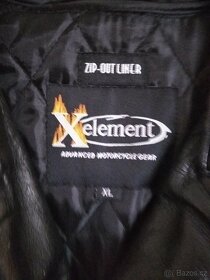 ZIP-OUT LINER
Xelement
ADVANCED MOTORCYCLE GEAR
XL
Bazos.cz